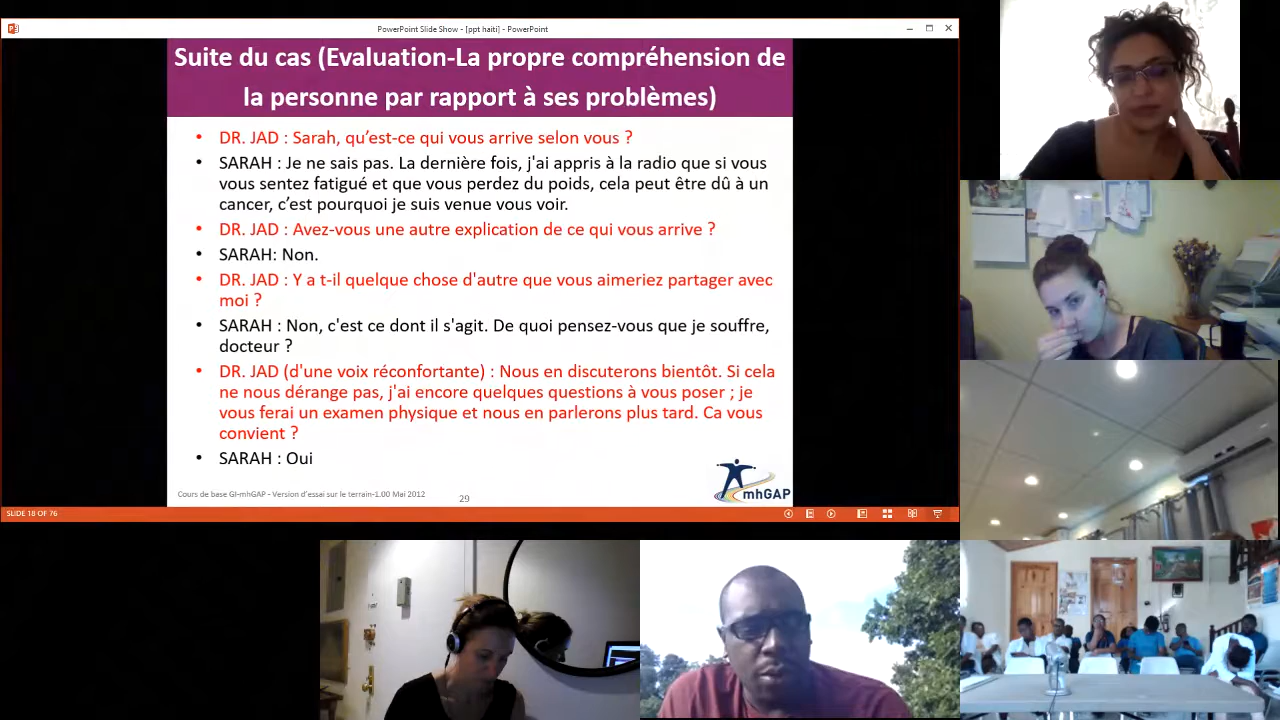 PowerPoint Slide Show - [ppt haiti] - PowerPoint
Suite du cas (Evaluation-La propre compréhension de
la personne par rapport à ses problèmes)
• DR. JAD : Sarah, qu’est-ce qui vous arrive selon vous ?
• SARAH : Je ne sais pas. La dernière fois, j'ai appris à la radio que si vous
vous sentez fatigué et que vous perdez du poids, cela peut être dû à un
cancer, c’est pourquoi je suis venue vous voir.
• DR. JAD : Avez-vous une autre explication de ce qui vous arrive ?
• SARAH: Non.
• DR. JAD : Y a t-il quelque chose d'autre que vous aimeriez partager avec
moi ?
• SARAH : Non, c'est ce dont il s'agit. De quoi pensez-vous que je souffre,
docteur ?
• DR. JAD (d'une voix réconfortante) : Nous en discuterons bientôt. Si cela
ne nous dérange pas, j'ai encore quelques questions à vous poser ; je
vous ferai un examen physique et nous en parlerons plus tard. Ca vous
convient ?
• SARAH : Oui
Cours de base GI-mhGAP - Version d’essai sur le terrain-1.00 Mai 2012
29
mhGAP
SLIDE 18 OF 76